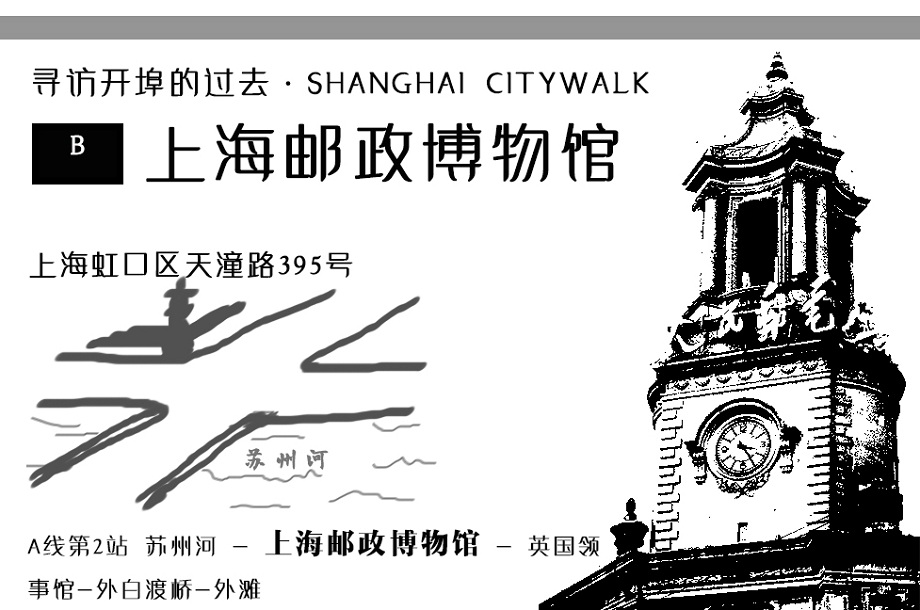 寻访开埠的过去·SHANGHAI CITYWALK
B
上海邮政博物馆
上海虹口区天潼路395号
苏州河
A线第2站 苏州河 – 上海邮政博物馆 – 英国领
事馆–外白渡桥–外滩